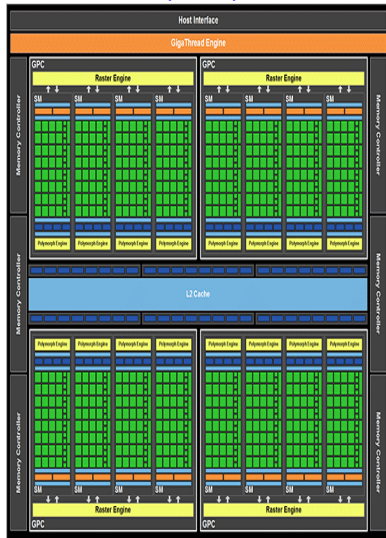 Host Interface
GigaThread Engine
GPC GPC
Raster Engine Raster Engine
SM SM SM SM SM SM SM SM
Memory Controller Memory Controller
Polymorph Engine Polymorph Engine Polymorph Engine Polymorph Engine Polymorph Engine Polymorph Engine Polymorph Engine Polymorph Engine
Memory Controller Memory Controller
L2 Cache
Polymorph Engine Polymorph Engine Polymorph Engine Polymorph Engine Polymorph Engine Polymorph Engine Polymorph Engine Polymorph Engine
Memory Controller Memory Controller
SM SM SM SM SM SM SM SM
Raster Engine Raster Engine
GPC GPC